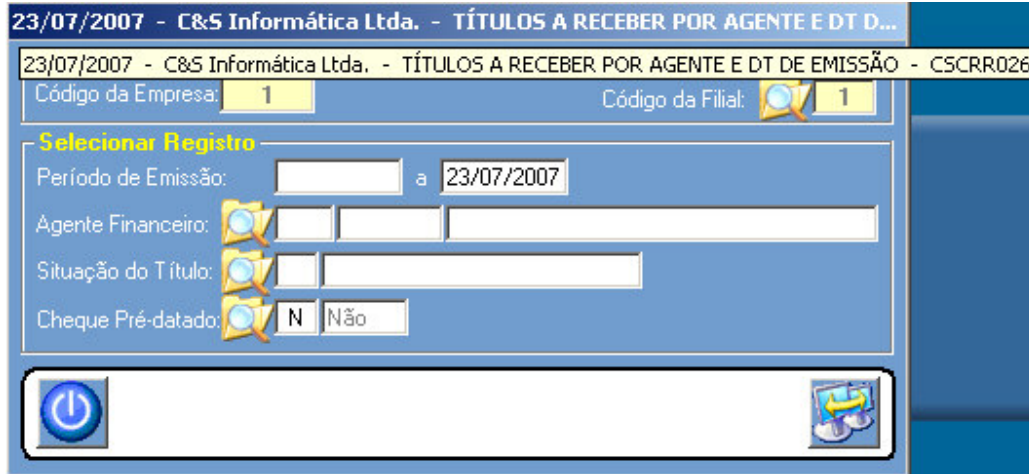 23/07/2007 - C&S Informática Ltda. - TÍTULOS A RECEBER POR AGENTE E DT D...
23/07/2007 - C&S Informática Ltda. - TÍTULOS A RECEBER POR AGENTE E DT DE EMISSÃO - CSCRR026
Código da Empresa: 1 Código da Filial: 1
Selecionar Registro
Período de Emissão: a 23/07/2007
Agente Financeiro:
Situação do Título:
Cheque Pré-datado: N Não